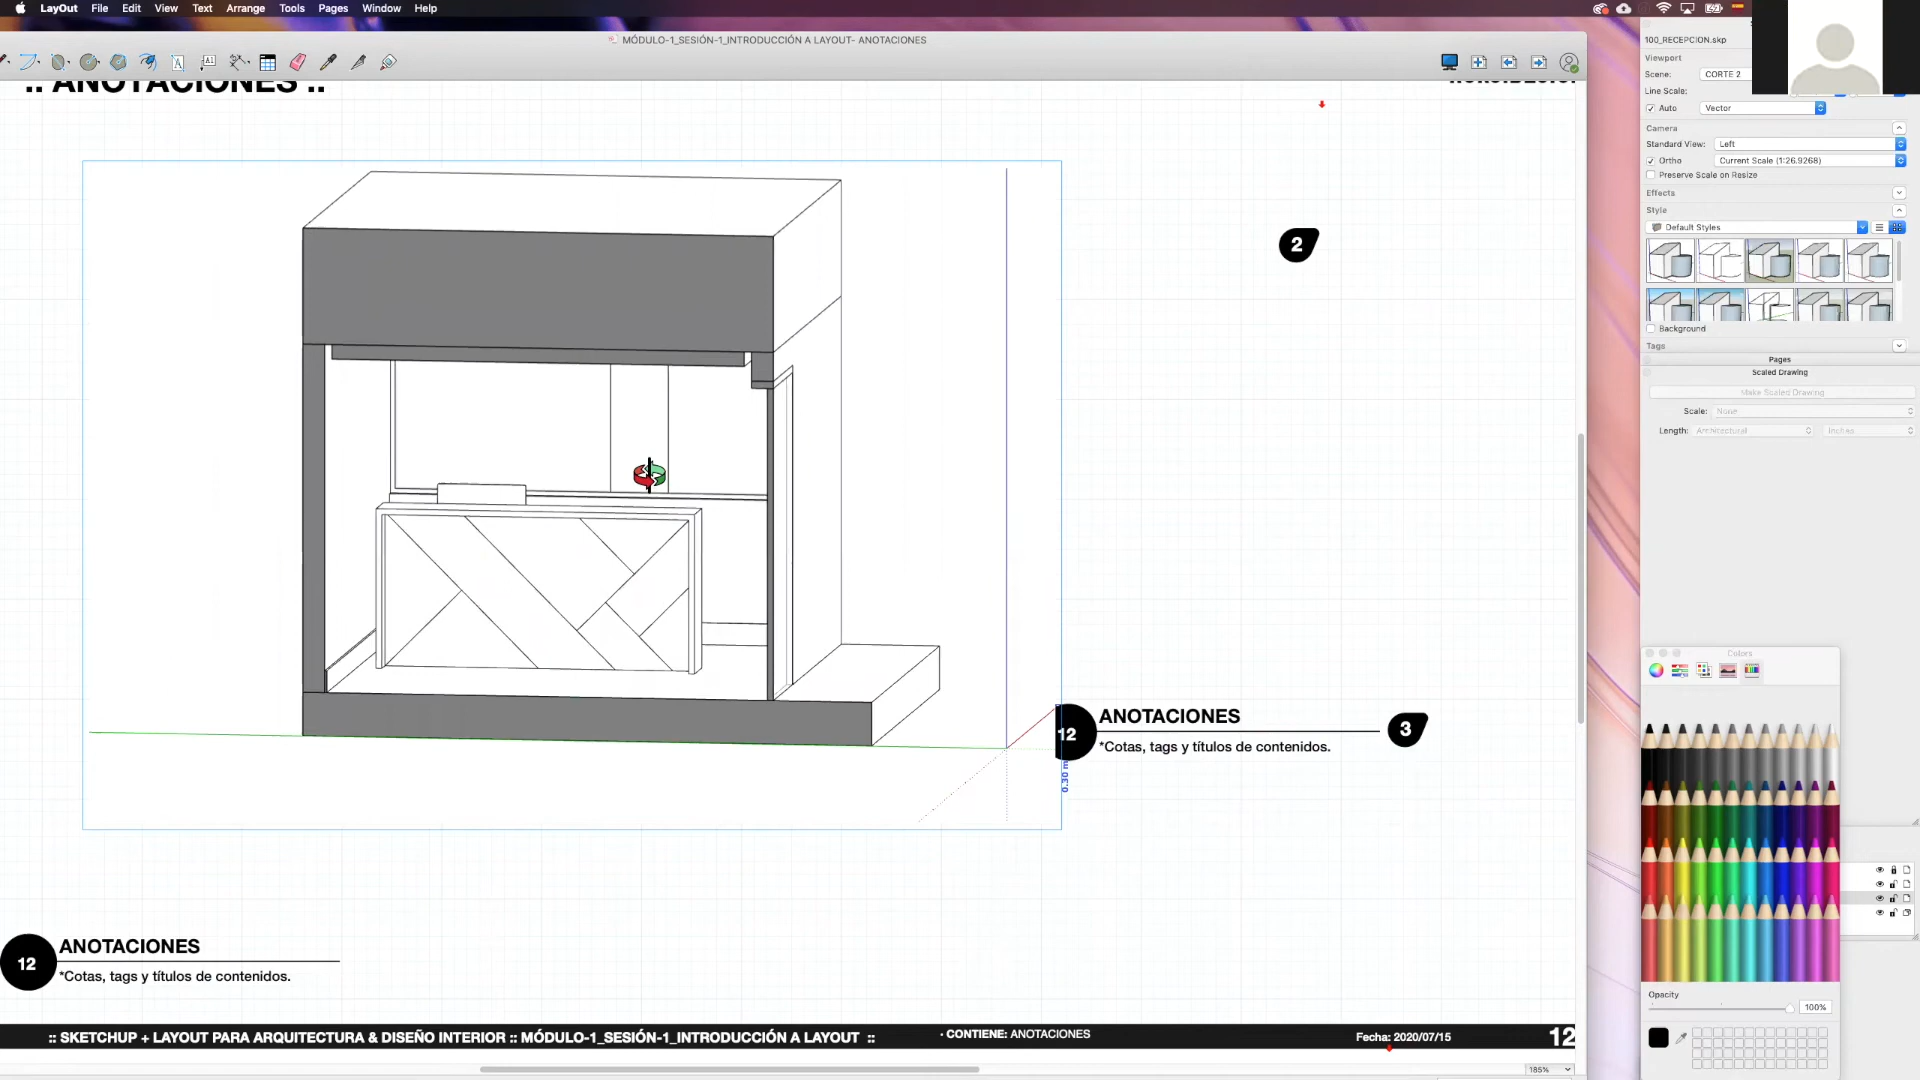 LayOut File Edit View Text Arrange Tools Pages Window Help
MÓDULO-1_SESIÓN-1_INTRODUCCIÓN A LAYOUT- ANOTACIONES
:: ANOTACIONES ::
2
12
ANOTACIONES
*Cotas, tags y títulos de contenidos.
3
0.30 m
12
ANOTACIONES
*Cotas, tags y títulos de contenidos.
:: SKETCHUP + LAYOUT PARA ARQUITECTURA & DISEÑO INTERIOR :: MÓDULO-1_SESIÓN-1_INTRODUCCIÓN A LAYOUT ::
· CONTIENE: ANOTACIONES
Fecha: 2020/07/15
12
185%
100_RECEPCION.skp
Viewport
Scene: CORTE 2
Line Scale:
Auto Vector
Camera
Standard View: Left
Ortho Current Scale (1:26.9268)
Preserve Scale on Resize
Effects
Style
Default Styles
Background
Tags
Pages
Scaled Drawing
Make Scaled Drawing
Scale: None
Length: Architectural Inches
Colors
Opacity
100%